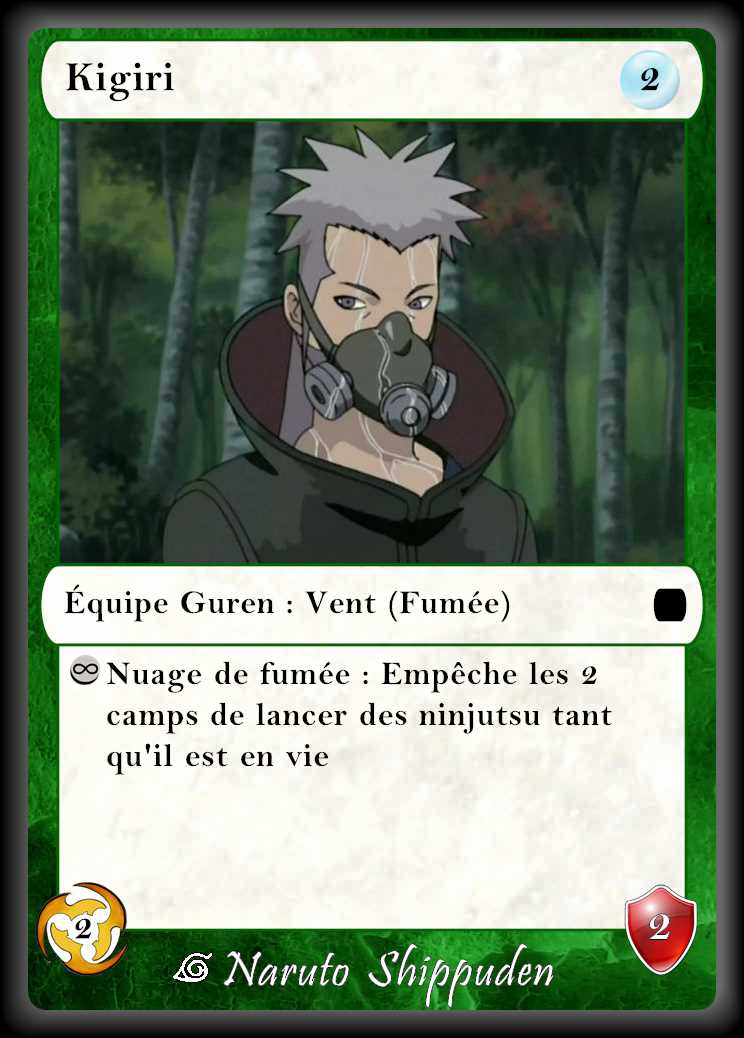 Kigiri
2
Équipe Guren : Vent (Fumée)
∞ Nuage de fumée : Empêche les 2
camps de lancer des ninjutsu tant
qu'il est en vie
2
2
Naruto Shippuden